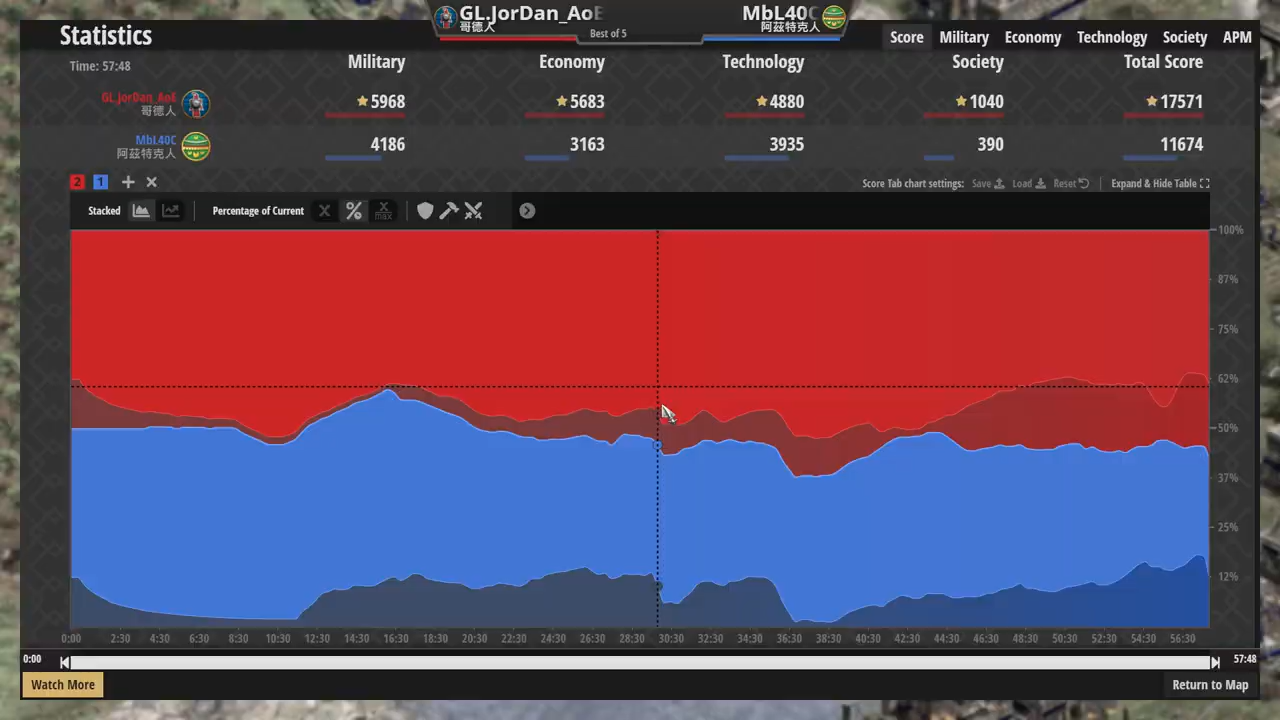 GL.JorDan_AoE
哥德人
Best of 5
MbL40C
阿茲特克人
Statistics
Score Military Economy Technology Society APM
Time: 57:48
Military Economy Technology Society Total Score
GL.JorDan_AoE
哥德人
5968 5683 4880 1040 17571
MbL40C
阿茲特克人
4186 3163 3935 390 11674
2 1
Score Tab chart settings: Save Load Reset Expand & Hide Table
Stacked Percentage of Current X % X max
100%
87%
75%
62%
50%
37%
25%
12%
0:00 2:30 4:30 6:30 8:30 10:30 12:30 14:30 16:30 18:30 20:30 22:30 24:30 26:30 28:30 30:30 32:30 34:30 36:30 38:30 40:30 42:30 44:30 46:30 48:30 50:30 52:30 54:30 56:30
0:00 57:48
Watch More Return to Map